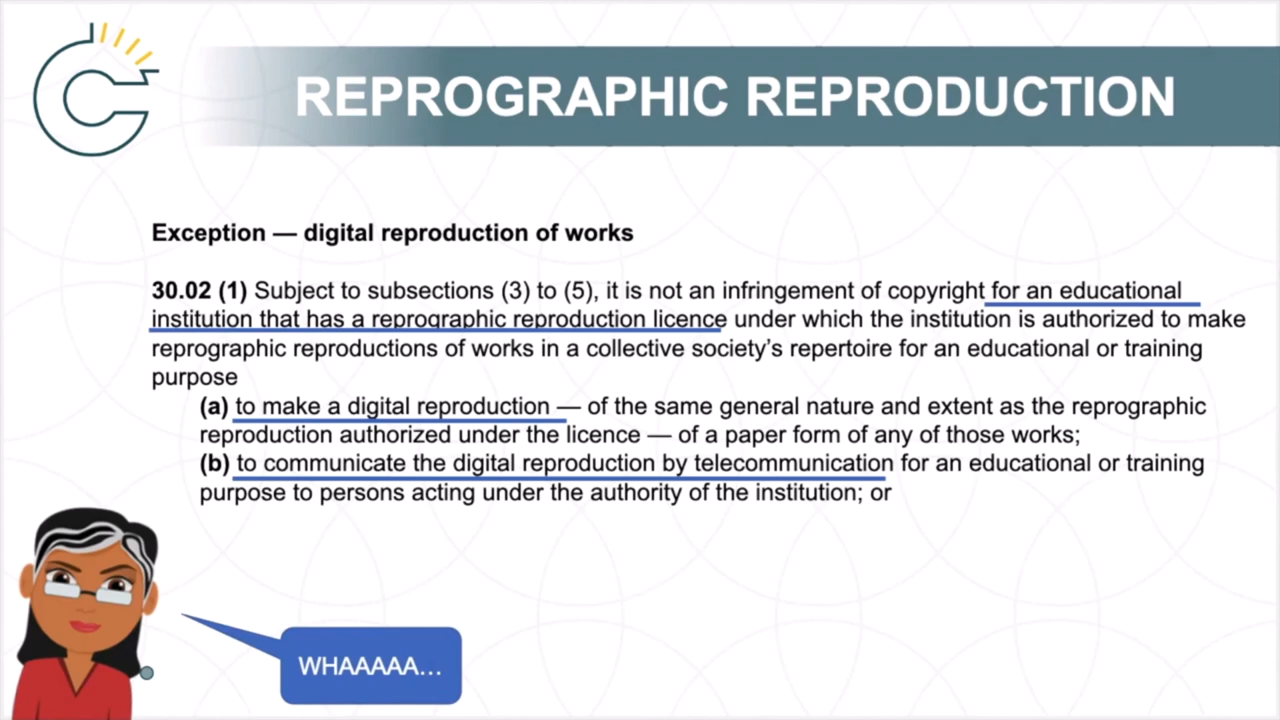 REPROGRAPHIC REPRODUCTION
Exception — digital reproduction of works
30.02 (1) Subject to subsections (3) to (5), it is not an infringement of copyright for an educational
institution that has a reprographic reproduction licence under which the institution is authorized to make
reprographic reproductions of works in a collective society’s repertoire for an educational or training
purpose
(a) to make a digital reproduction — of the same general nature and extent as the reprographic
reproduction authorized under the licence — of a paper form of any of those works;
(b) to communicate the digital reproduction by telecommunication for an educational or training
purpose to persons acting under the authority of the institution; or
WHAAAAA...